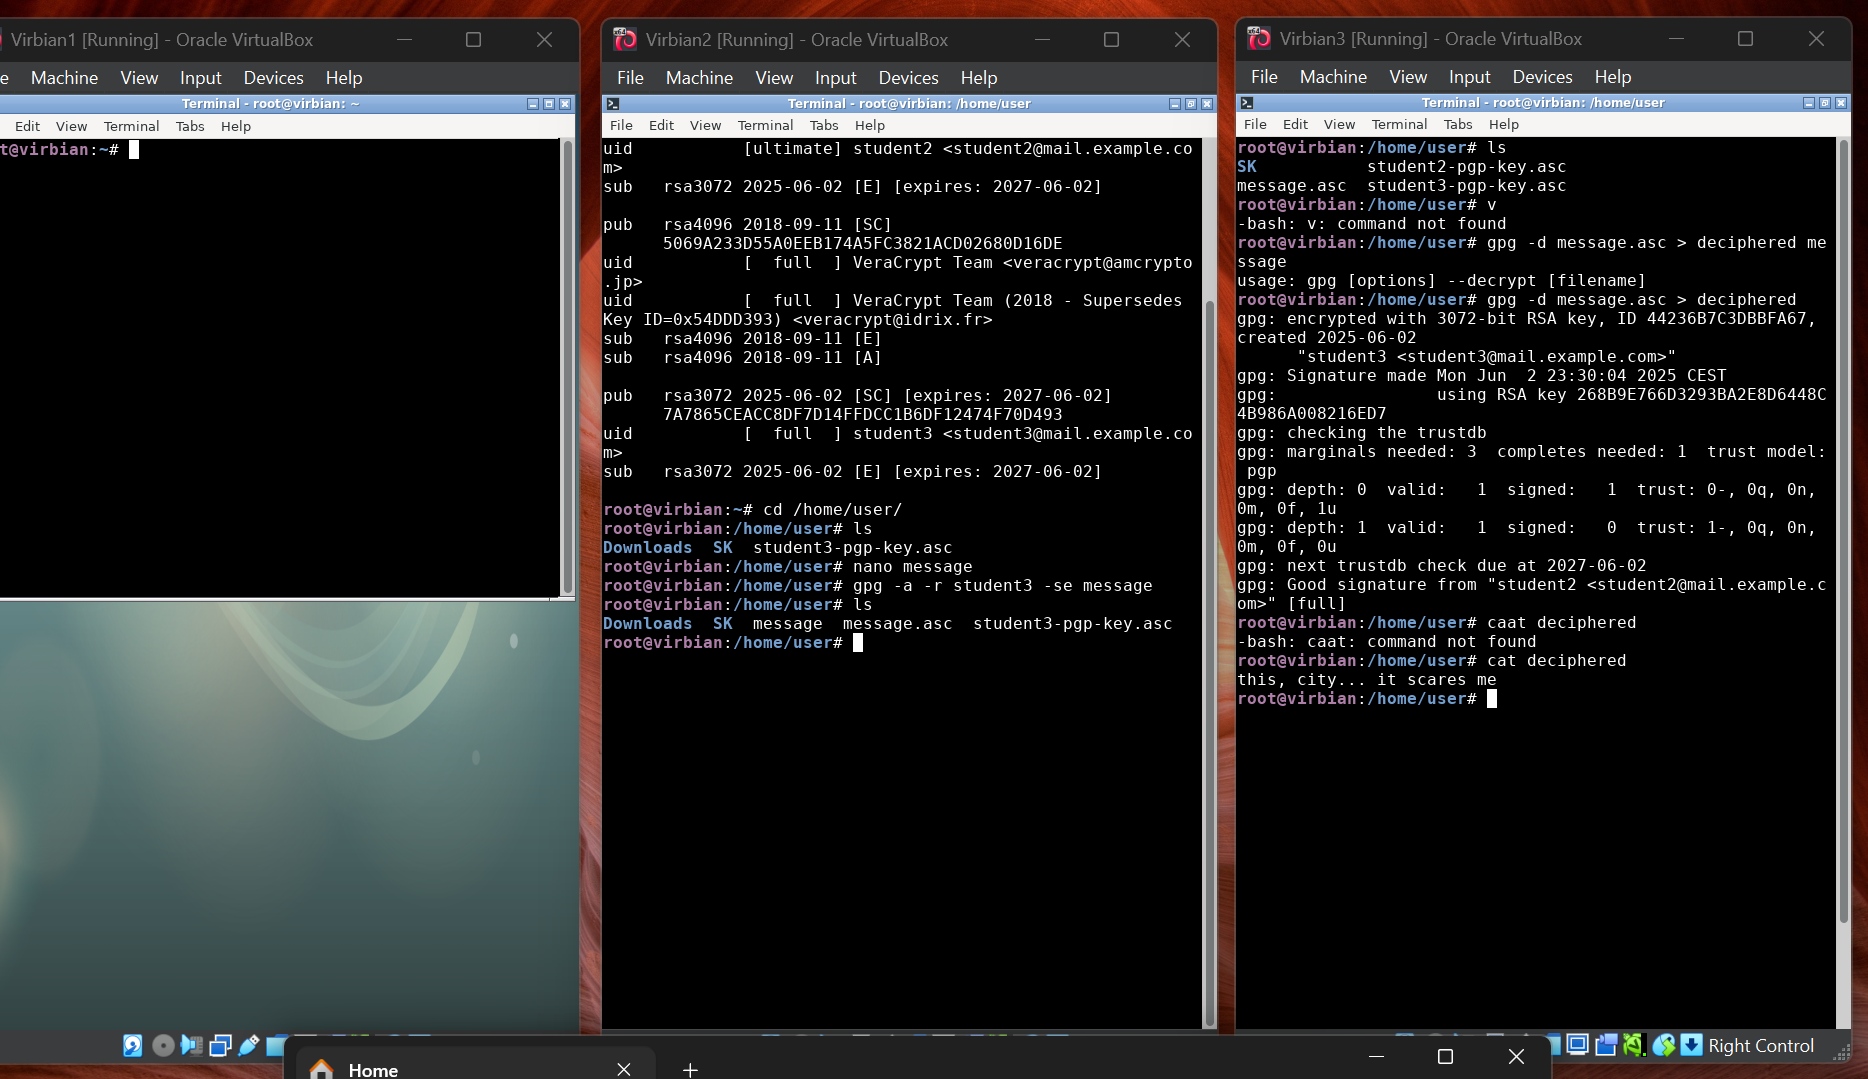 Virbian1 [Running] - Oracle VirtualBox
e Machine View Input Devices Help
Terminal - root@virbian: ~
Edit View Terminal Tabs Help
t@virbian:~#
Virbian2 [Running] - Oracle VirtualBox
File Machine View Input Devices Help
Terminal - root@virbian: /home/user
File Edit View Terminal Tabs Help
uid           [ultimate] student2 <student2@mail.example.co
m>
sub   rsa3072 2025-06-02 [E] [expires: 2027-06-02]
pub   rsa4096 2018-09-11 [SC]
      5069A233D55A0EEB174A5FC3821ACD02680D16DE
uid           [  full  ] VeraCrypt Team <veracrypt@amcrypto
.jp>
uid           [  full  ] VeraCrypt Team (2018 - Supersedes
Key ID=0x54DDD393) <veracrypt@idrix.fr>
sub   rsa4096 2018-09-11 [E]
sub   rsa4096 2018-09-11 [A]
pub   rsa3072 2025-06-02 [SC] [expires: 2027-06-02]
      7A7865CEACC8DF7D14FFDCC1B6DF12474F70D493
uid           [  full  ] student3 <student3@mail.example.co
m>
sub   rsa3072 2025-06-02 [E] [expires: 2027-06-02]
root@virbian:~# cd /home/user/
root@virbian:/home/user# ls
Downloads  SK  student3-pgp-key.asc
root@virbian:/home/user# nano message
root@virbian:/home/user# gpg -a -r student3 -se message
root@virbian:/home/user# ls
Downloads  SK  message  message.asc  student3-pgp-key.asc
root@virbian:/home/user#
Virbian3 [Running] - Oracle VirtualBox
File Machine View Input Devices Help
Terminal - root@virbian: /home/user
File Edit View Terminal Tabs Help
root@virbian:/home/user# ls
SK           student2-pgp-key.asc
message.asc  student3-pgp-key.asc
root@virbian:/home/user# v
-bash: v: command not found
root@virbian:/home/user# gpg -d message.asc > deciphered me
ssage
usage: gpg [options] --decrypt [filename]
root@virbian:/home/user# gpg -d message.asc > deciphered
gpg: encrypted with 3072-bit RSA key, ID 44236B7C3DBBFA67,
created 2025-06-02
      "student3 <student3@mail.example.com>"
gpg: Signature made Mon Jun  2 23:30:04 2025 CEST
gpg:                using RSA key 268B9E766D3293BA2E8D6448C
4B986A008216ED7
gpg: checking the trustdb
gpg: marginals needed: 3  completes needed: 1  trust model:
 pgp
gpg: depth: 0  valid:   1  signed:   1  trust: 0-, 0q, 0n,
0m, 0f, 1u
gpg: depth: 1  valid:   1  signed:   0  trust: 1-, 0q, 0n,
0m, 0f, 0u
gpg: next trustdb check due at 2027-06-02
gpg: Good signature from "student2 <student2@mail.example.c
om>" [full]
root@virbian:/home/user# caat deciphered
-bash: caat: command not found
root@virbian:/home/user# cat deciphered
this, city... it scares me
root@virbian:/home/user#
Right Control
Home